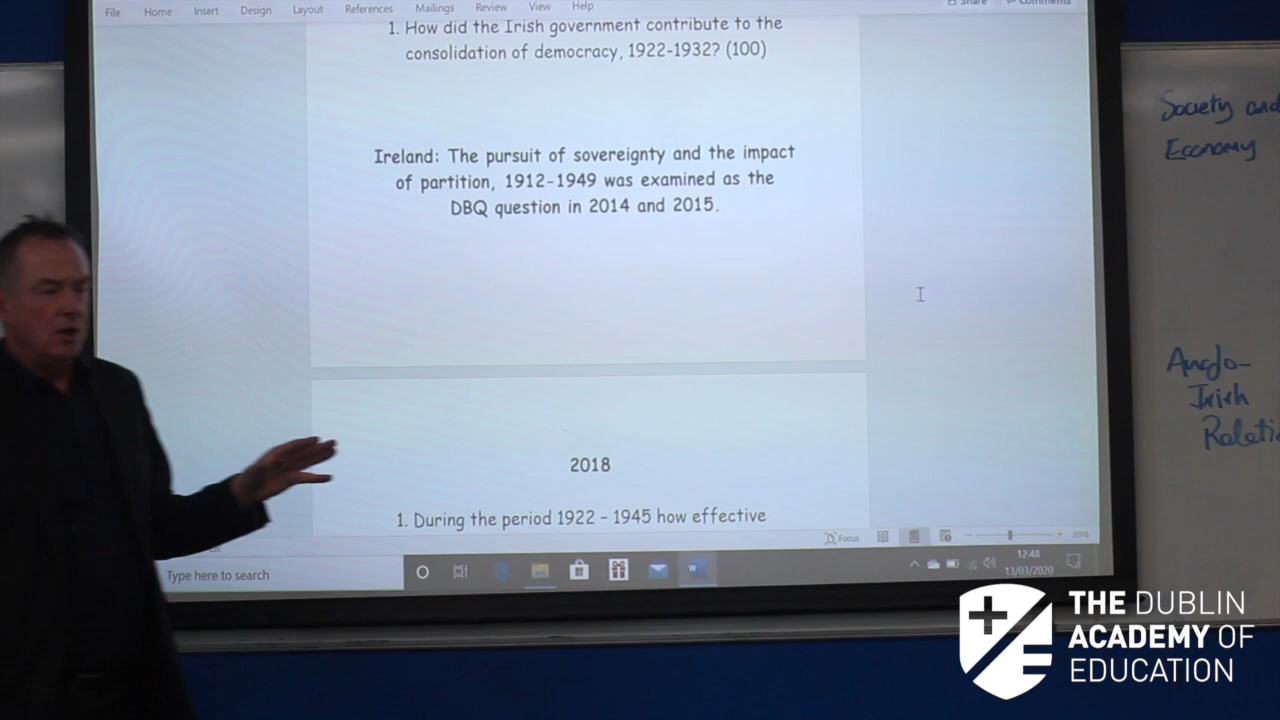 File Home Insert Design Layout References Mailings Review View Help Share Comments
1. How did the Irish government contribute to the
consolidation of democracy, 1922-1932? (100)
Ireland: The pursuit of sovereignty and the impact
of partition, 1912-1949 was examined as the
DBQ question in 2014 and 2015.
2018
1. During the period 1922 - 1945 how effective
Focus
89%
Type here to search
12:48
13/03/2020
Society and
Economy
Anglo-
Irish
THE DUBLIN
ACADEMY OF
EDUCATION